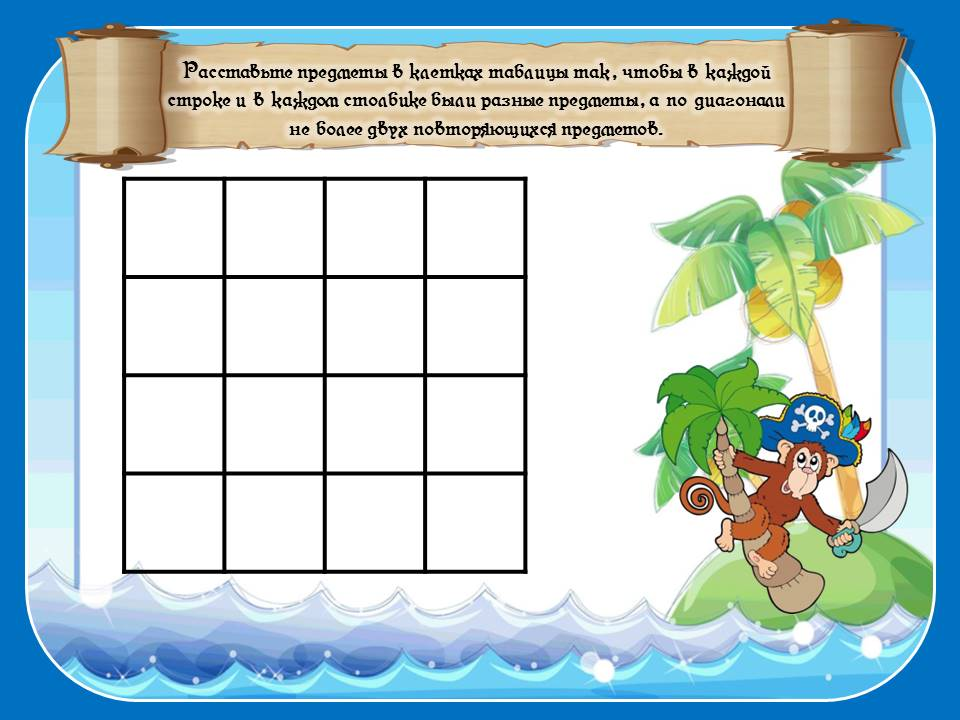 Расставьте предметы в клетках таблицы так, чтобы в каждой
строке и в каждом столбике были разные предметы, а по диагонали
не более двух повторяющихся предметов.